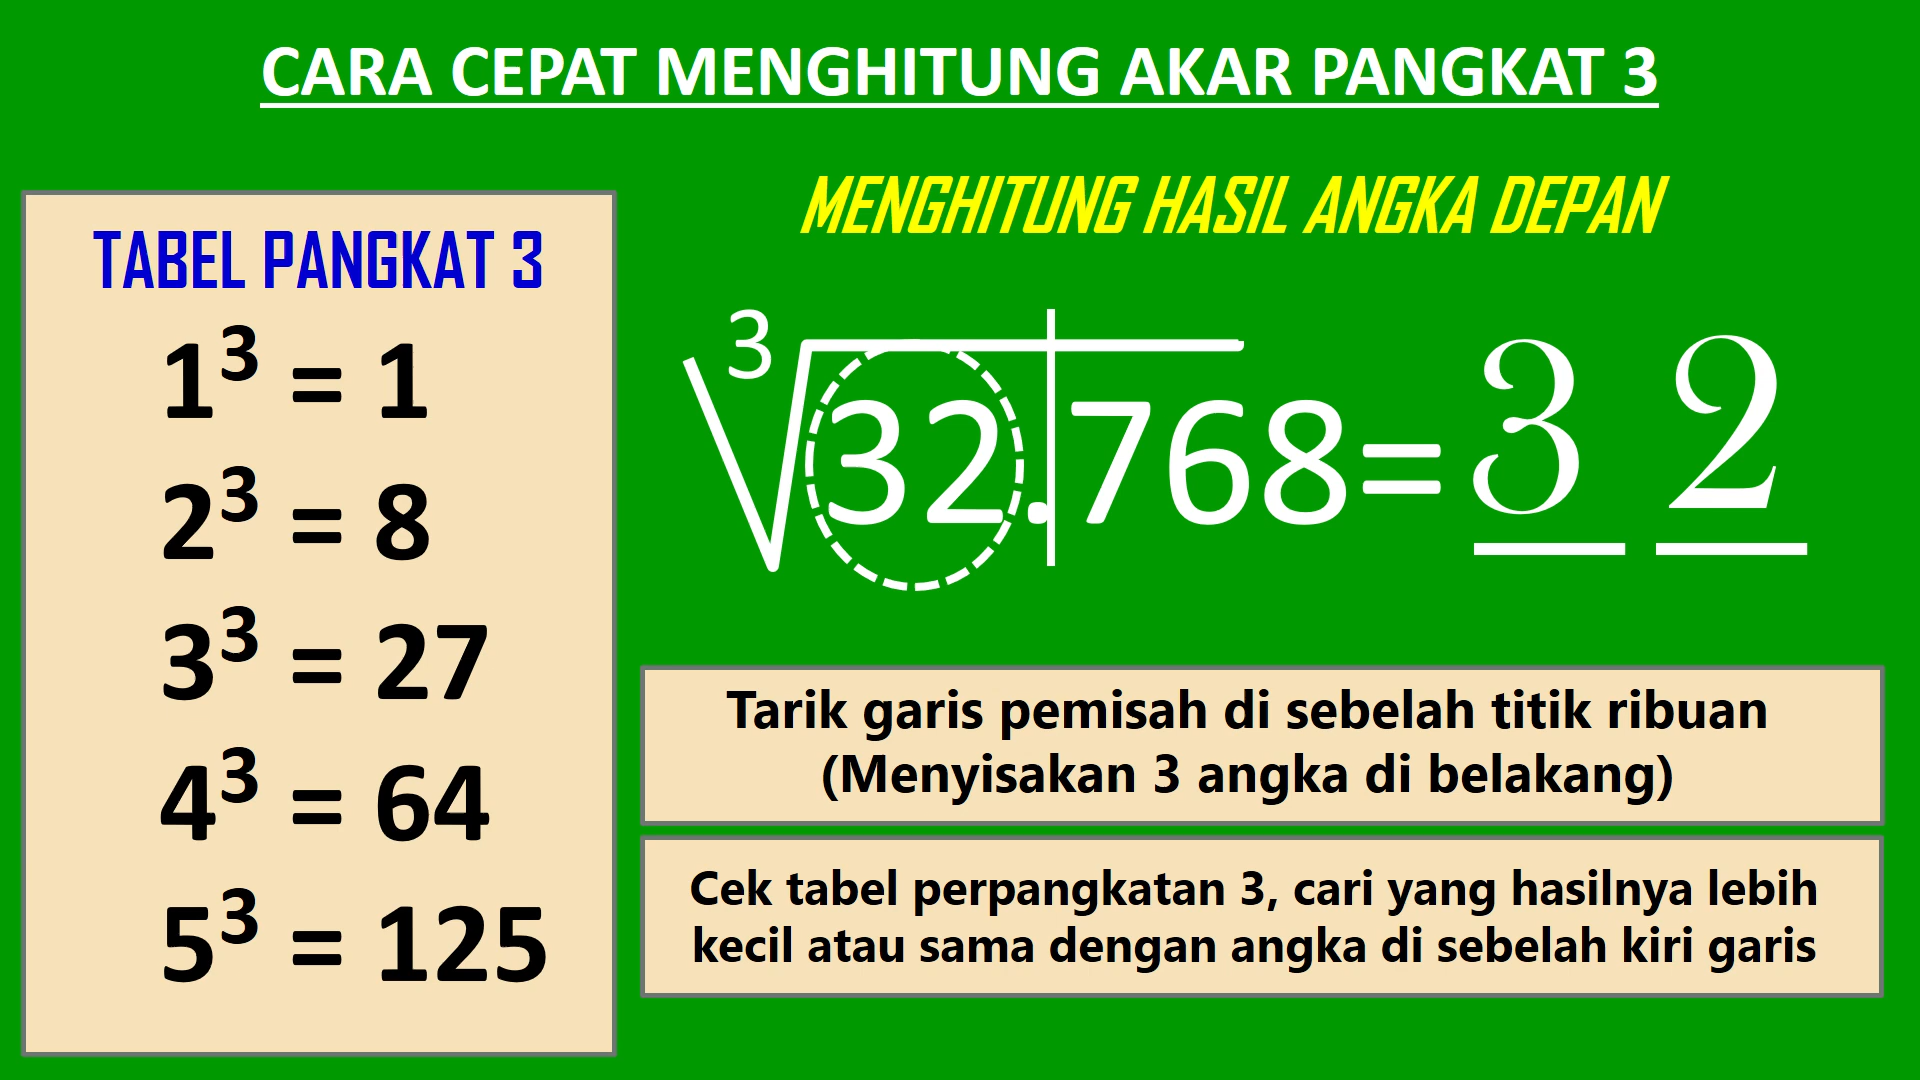 CARA CEPAT MENGHITUNG AKAR PANGKAT 3
TABEL PANGKAT 3
1³ = 1
2³ = 8
3³ = 27
4³ = 64
5³ = 125
MENGHITUNG HASIL ANGKA DEPAN
³√32.|768= 3 2
Tarik garis pemisah di sebelah titik ribuan
(Menyisakan 3 angka di belakang)
Cek tabel perpangkatan 3, cari yang hasilnya lebih
kecil atau sama dengan angka di sebelah kiri garis